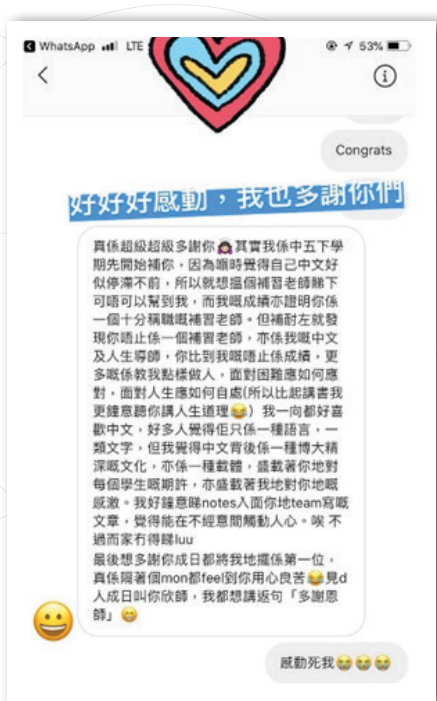 WhatsApp LTE 53%
Congrats
好好好感動，我也多謝你們
真係超級超級多謝你🙇🏻‍♀️其實我係中五下學
期先開始補你，因為嗰時覺得自己中文好
似停滯不前，所以就想搵個補習老師睇下
可唔可以幫到我，而我嘅成績亦證明你係
一個十分稱職嘅補習老師。但補耐左就發
現你唔止係一個補習老師，亦係我嘅中文
及人生導師，你比到我嘅唔止係成績，更
多嘅係教我點樣做人，面對困難應如何應
對，面對人生應如何自處(所以比起講書我
更鐘意聽你講人生道理😂）我一向都好喜
歡中文，好多人覺得佢只係一種語言，一
類文字，但我覺得中文背後係一種博大精
深嘅文化，亦係一種載體，盛載著你地對
每個學生嘅期許，亦盛載著我地對你地嘅
感激。我好鐘意睇notes入面你地team寫嘅
文章，覺得能在不經意間觸動人心。唉 不
過而家冇得睇luu
最後想多謝你成日都將我地擺係第一位，
真係隔著個mon都feel到你用心良苦😂見d
人成日叫你欣師，我都想講返句「多謝恩
師」😁
感動死我😭😭😭